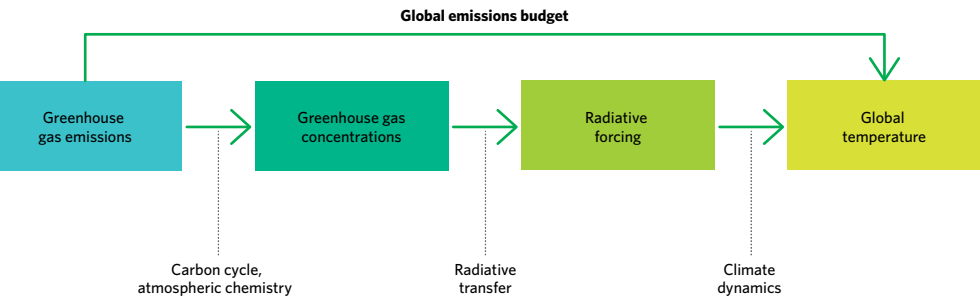 Global emissions budget
Greenhouse
gas emissions
Greenhouse gas
concentrations
Radiative
forcing
Global
temperature
Carbon cycle,
atmospheric chemistry
Radiative
transfer
Climate
dynamics